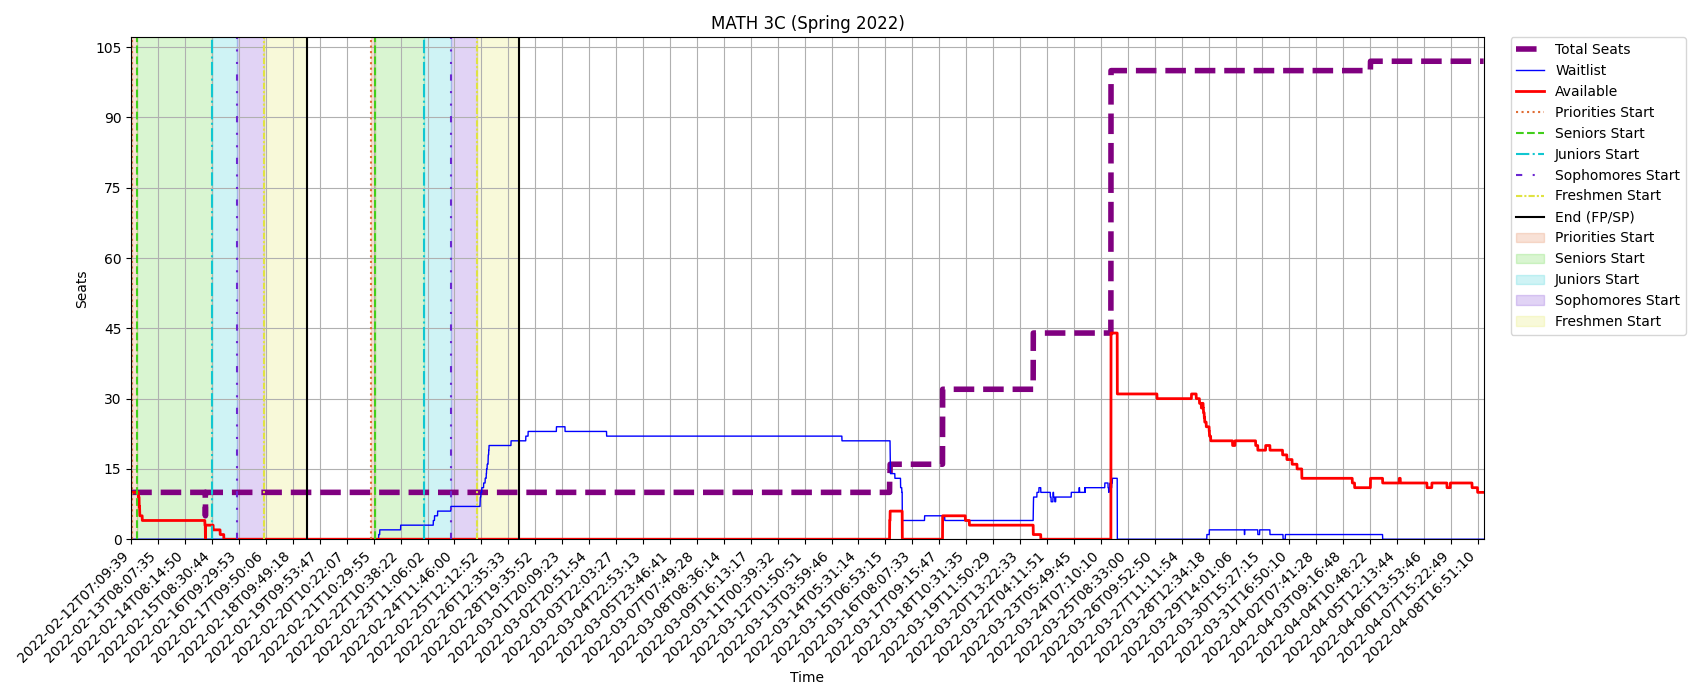 MATH 3C (Spring 2022)
Seats
105
90
75
60
45
30
15
0
2022-02-12T07:09:39
2022-02-13T08:07:35
2022-02-14T08:14:50
2022-02-15T08:30:44
2022-02-16T09:29:53
2022-02-17T09:50:06
2022-02-18T09:49:18
2022-02-19T09:53:47
2022-02-20T10:22:07
2022-02-21T10:29:55
2022-02-22T10:38:22
2022-02-23T11:06:02
2022-02-24T11:46:00
2022-02-25T12:12:52
2022-02-26T12:35:33
2022-02-28T19:35:52
2022-03-01T20:09:23
2022-03-02T20:51:54
2022-03-03T22:03:27
2022-03-04T22:53:13
2022-03-05T23:46:41
2022-03-07T07:49:28
2022-03-08T08:36:14
2022-03-09T16:13:17
2022-03-11T00:39:32
2022-03-12T01:50:51
2022-03-13T03:59:46
2022-03-14T05:31:14
2022-03-15T06:53:15
2022-03-16T08:07:33
2022-03-17T09:15:47
2022-03-18T10:31:35
2022-03-19T11:50:29
2022-03-20T13:22:33
2022-03-22T04:11:51
2022-03-23T05:49:45
2022-03-24T07:10:10
2022-03-25T08:33:00
2022-03-26T09:52:50
2022-03-27T11:11:54
2022-03-28T12:34:18
2022-03-29T14:01:06
2022-03-30T15:27:15
2022-03-31T16:50:10
2022-04-02T07:41:28
2022-04-03T09:16:48
2022-04-04T10:48:22
2022-04-05T12:13:44
2022-04-06T13:53:46
2022-04-07T15:22:49
2022-04-08T16:51:10
Time
Total Seats
Waitlist
Available
Priorities Start
Seniors Start
Juniors Start
Sophomores Start
Freshmen Start
End (FP/SP)
Priorities Start
Seniors Start
Juniors Start
Sophomores Start
Freshmen Start